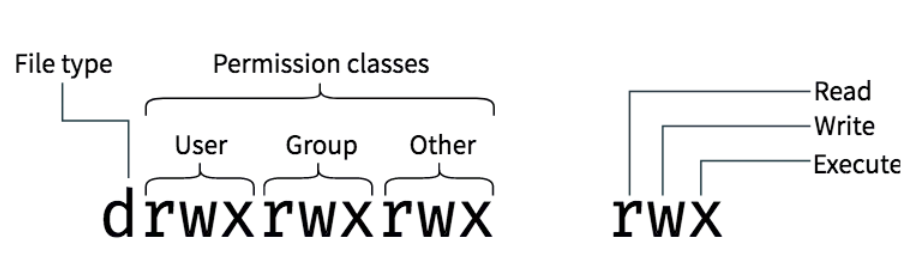 File type
Permission classes
User
Group
Other
drwxrwxrwx
Read
Write
Execute
rwx